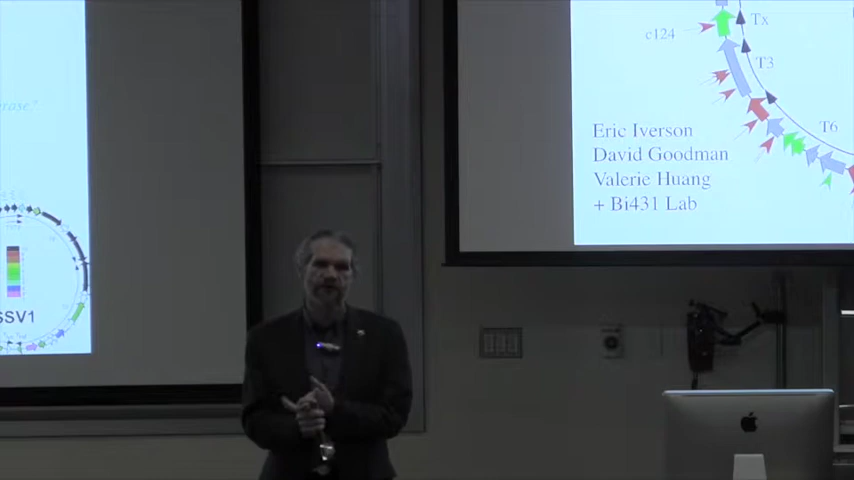 Tx
c124
T3
T6
Eric Iverson
David Goodman
Valerie Huang
+ Bi431 Lab
SSV1